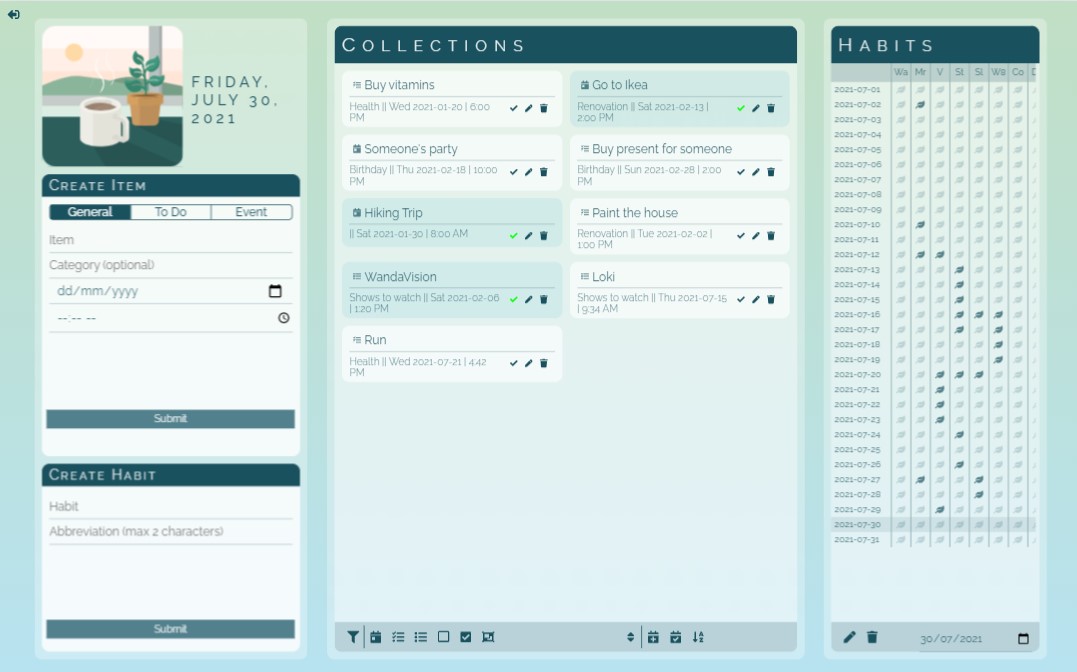 FRIDAY,
JULY 30,
2021
CREATE ITEM
General To Do Event
Item
Category (optional)
dd/mm/yyyy
--:-- --
Submit
CREATE HABIT
Habit
Abbreviation (max 2 characters)
Submit
COLLECTIONS
Buy vitamins
Health || Wed 2021-01-20 | 6:00
PM
Go to Ikea
Renovation || Sat 2021-02-13 |
2:00 PM
Someone's party
Birthday || Thu 2021-02-18 | 10:00
PM
Buy present for someone
Birthday || Sun 2021-02-28 | 2:00
PM
Hiking Trip
|| Sat 2021-01-30 | 8:00 AM
Paint the house
Renovation || Tue 2021-02-02 |
1:00 PM
WandaVision
Shows to watch || Sat 2021-02-06
| 1:20 PM
Loki
Shows to watch || Thu 2021-07-15
| 9:34 AM
Run
Health || Wed 2021-07-21 | 4:42
PM
HABITS
Wa V Co
2021-07-01
2021-07-02
2021-07-03
2021-07-04
2021-07-05
2021-07-06
2021-07-07
2021-07-08
2021-07-09
2021-07-10
2021-07-11
2021-07-12
2021-07-13
2021-07-14
2021-07-15
2021-07-16
2021-07-17
2021-07-18
2021-07-19
2021-07-20
2021-07-21
2021-07-22
2021-07-23
2021-07-24
2021-07-25
2021-07-26
2021-07-27
2021-07-28
2021-07-29
2021-07-30
2021-07-31
30/07/2021